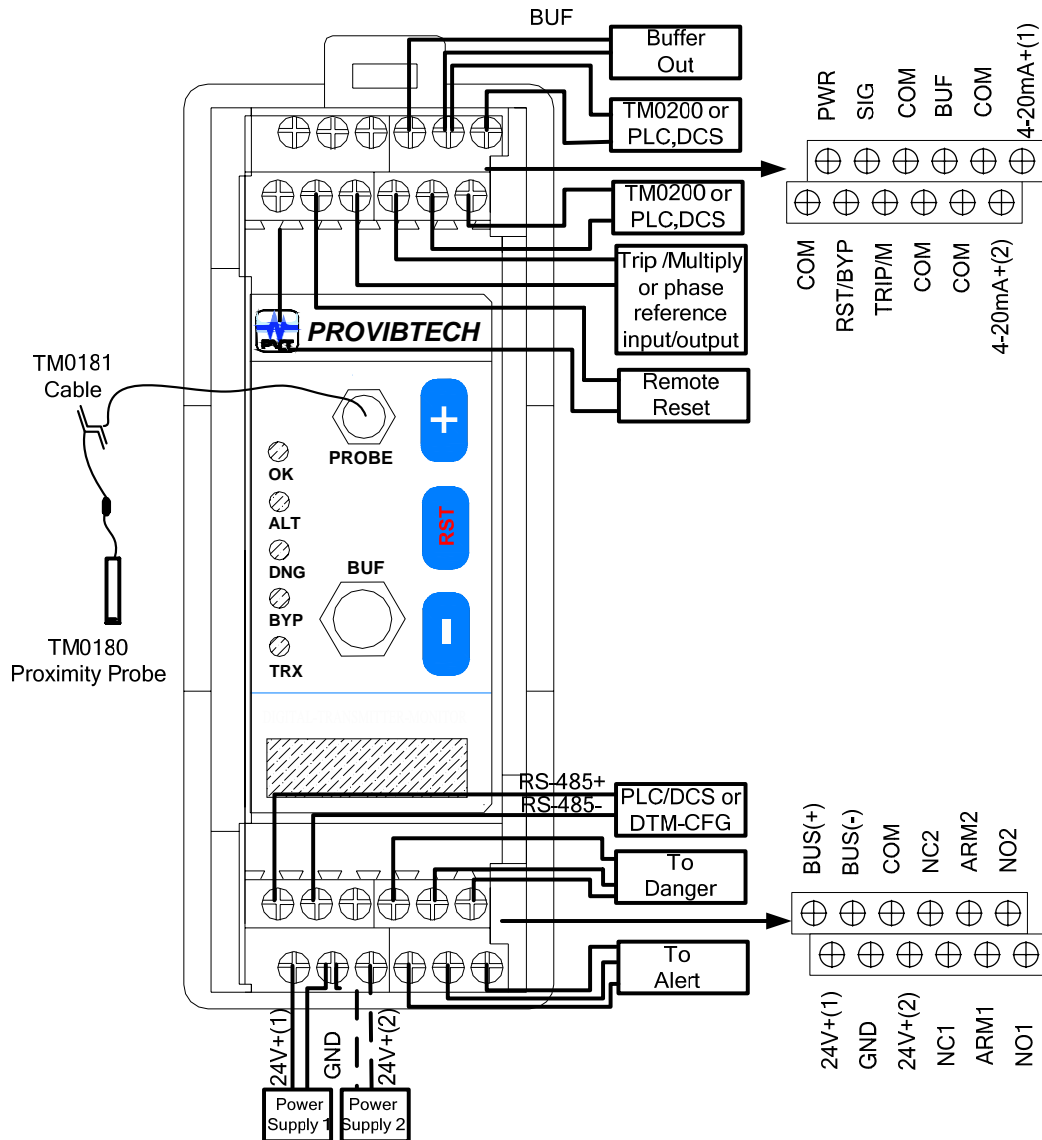 BUF
Buffer
Out
TM0200 or
PLC,DCS
TM0200 or
PLC,DCS
Trip /Multiply
or phase
reference
input/output
Remote
Reset
PWR
SIG
COM
BUF
COM
4-20mA+(1)
COM
RST/BYP
TRIP/M
COM
COM
4-20mA+(2)
PROVIBTECH
TM0181
Cable
PROBE
+
OK
ALT
DNG
BYP
TRX
RST
BUF
-
TM0180
Proximity Probe
RS-485+
RS-485-
PLC/DCS or
DTM-CFG
To
Danger
To
Alert
BUS(+)
BUS(-)
COM
NC2
ARM2
NO2
24V+(1)
GND
24V+(2)
NC1
ARM1
NO1
24V+(1)
GND
24V+(2)
Power
Supply 1
Power
Supply 2